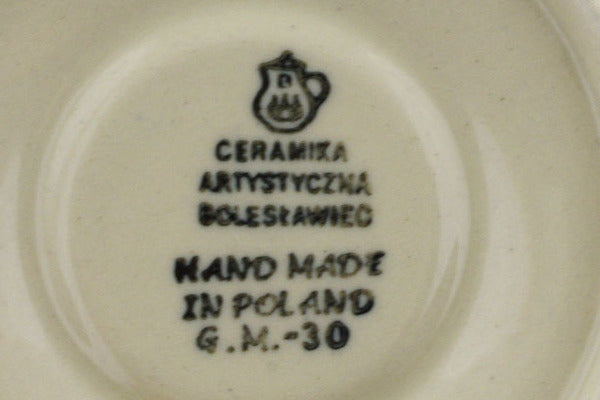 B
CERAMIKA
ARTYSTYCZNA
BOLESŁAWIEC
HAND MADE
IN POLAND
G.M.-30